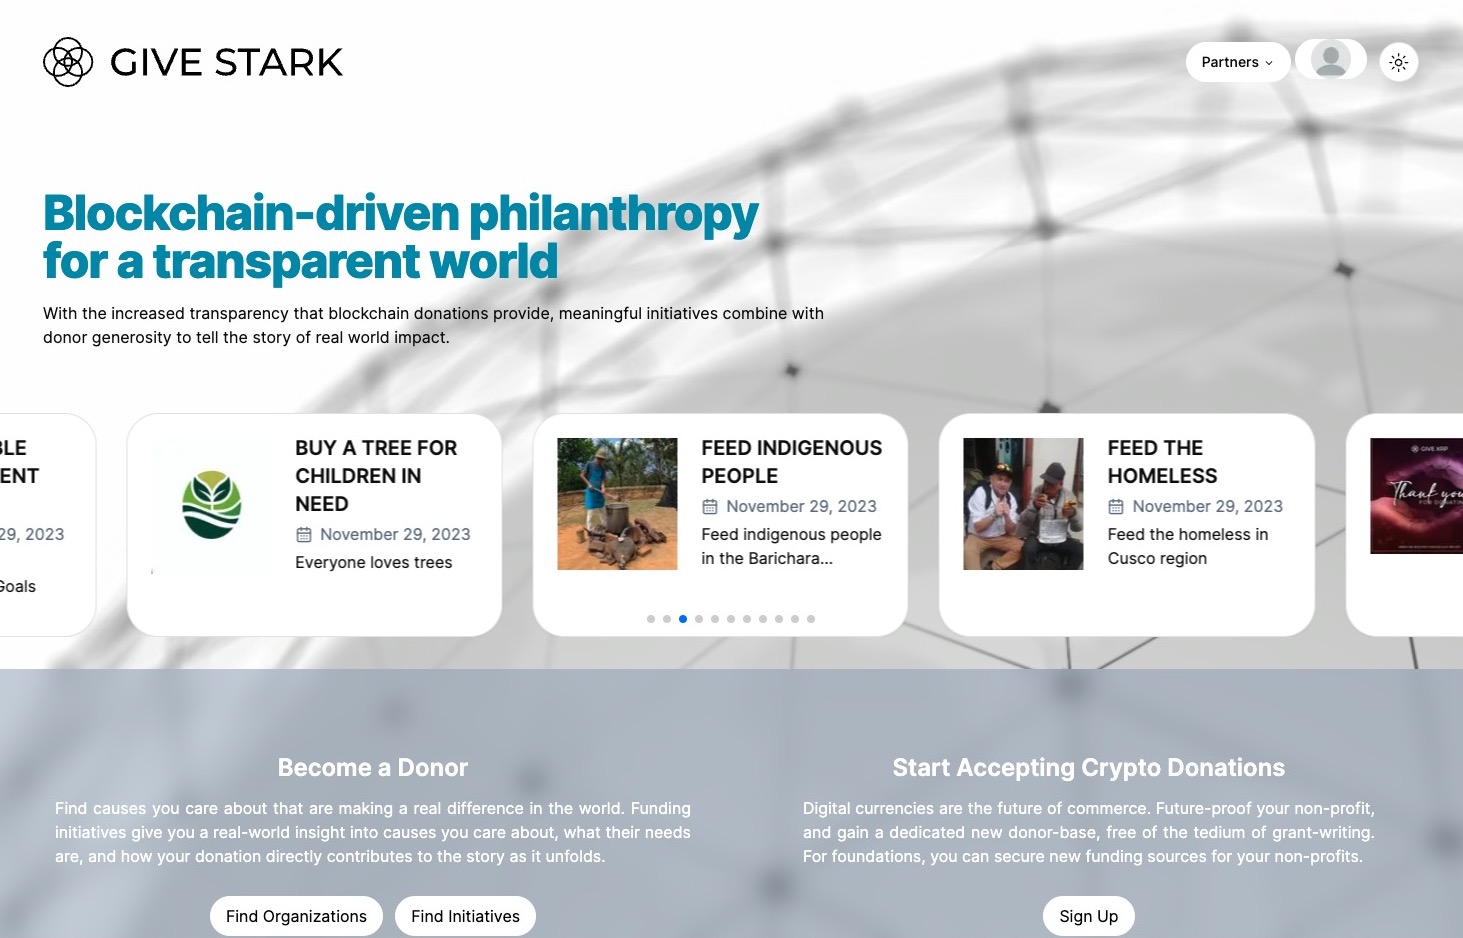 GIVE STARK
Partners
Blockchain-driven philanthropy
for a transparent world
With the increased transparency that blockchain donations provide, meaningful initiatives combine with
donor generosity to tell the story of real world impact.
BLE
ENT
29, 2023
Goals
BUY A TREE FOR
CHILDREN IN
NEED
November 29, 2023
Everyone loves trees
FEED INDIGENOUS
PEOPLE
November 29, 2023
Feed indigenous people
in the Barichara...
FEED THE
HOMELESS
November 29, 2023
Feed the homeless in
Cusco region
GIVE XRP
Thank you
Become a Donor
Find causes you care about that are making a real difference in the world. Funding
initiatives give you a real-world insight into causes you care about, what their needs
are, and how your donation directly contributes to the story as it unfolds.
Find Organizations
Find Initiatives
Start Accepting Crypto Donations
Digital currencies are the future of commerce. Future-proof your non-profit,
and gain a dedicated new donor-base, free of the tedium of grant-writing.
For foundations, you can secure new funding sources for your non-profits.
Sign Up